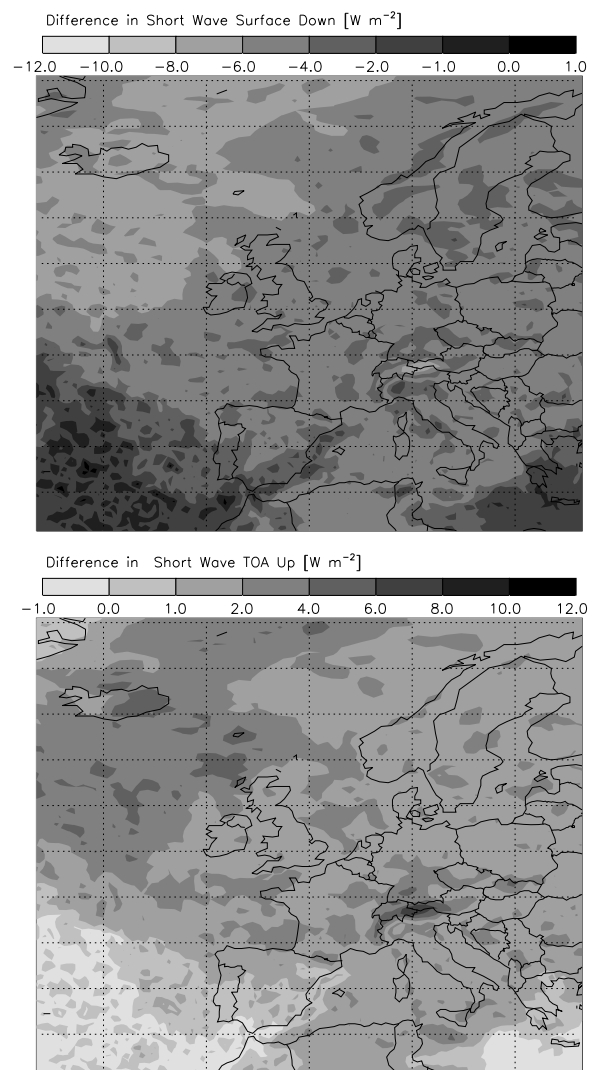 Difference in Short Wave Surface Down [W m⁻²]
−12.0 −10.0 −8.0 −6.0 −4.0 −2.0 −1.0 0.0 1.0
Difference in Short Wave TOA Up [W m⁻²]
−1.0 0.0 1.0 2.0 4.0 6.0 8.0 10.0 12.0